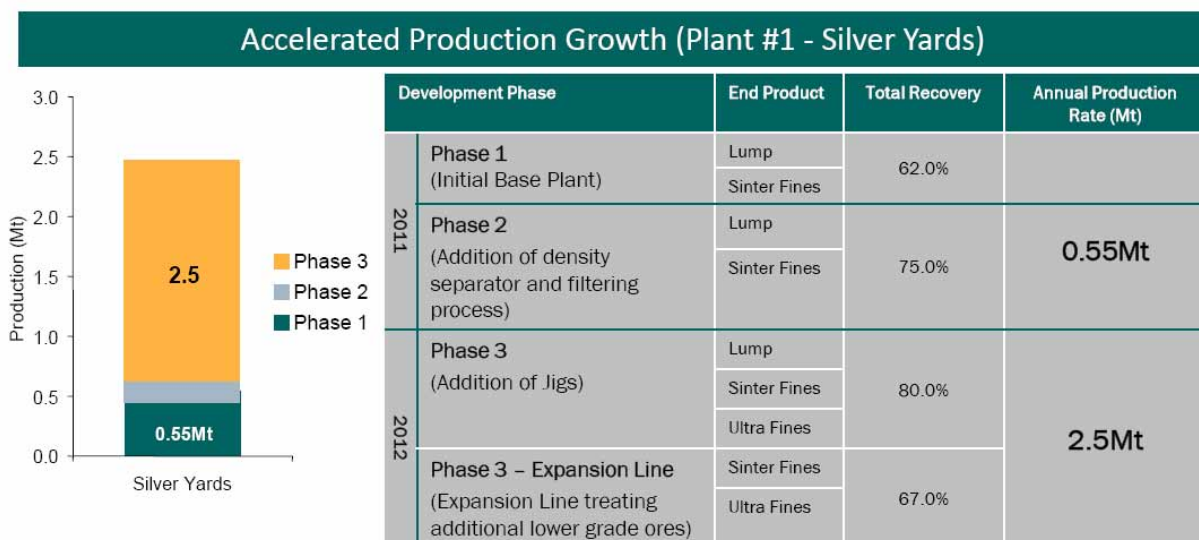 Accelerated Production Growth (Plant #1 - Silver Yards)
3.0
2.5
2.0
1.5
1.0
0.5
0.0
Production (Mt)
2.5
0.55Mt
Silver Yards
Phase 3
Phase 2
Phase 1
Development Phase
End Product
Total Recovery
Annual Production
Rate (Mt)
2011
Phase 1
(Initial Base Plant)
Lump
Sinter Fines
62.0%
Phase 2
(Addition of density
separator and filtering
process)
Lump
Sinter Fines
75.0%
0.55Mt
2012
Phase 3
(Addition of Jigs)
Lump
Sinter Fines
Ultra Fines
80.0%
2.5Mt
Phase 3 – Expansion Line
(Expansion Line treating
additional lower grade ores)
Sinter Fines
Ultra Fines
67.0%